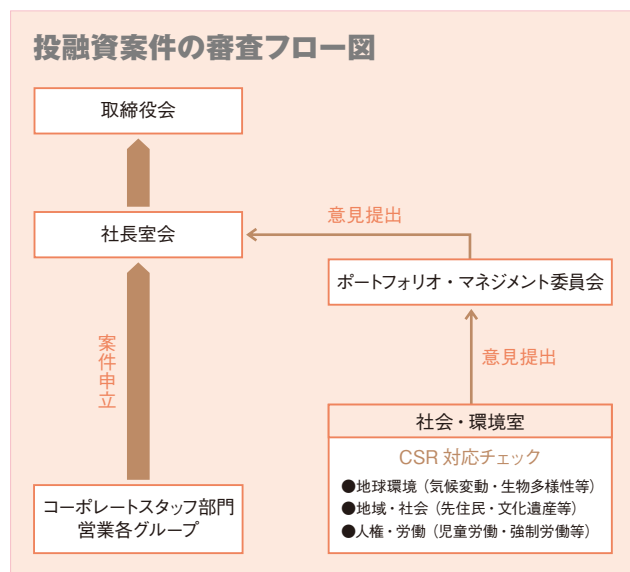 投融資案件の審査フロー図
取締役会
社長室会
意見提出
ポートフォリオ・マネジメント委員会
案件申立
意見提出
社会・環境室
CSR 対応チェック
●地球環境（気候変動・生物多様性等）
●地域・社会（先住民・文化遺産等）
●人権・労働（児童労働・強制労働等）
コーポレートスタッフ部門
営業各グループ